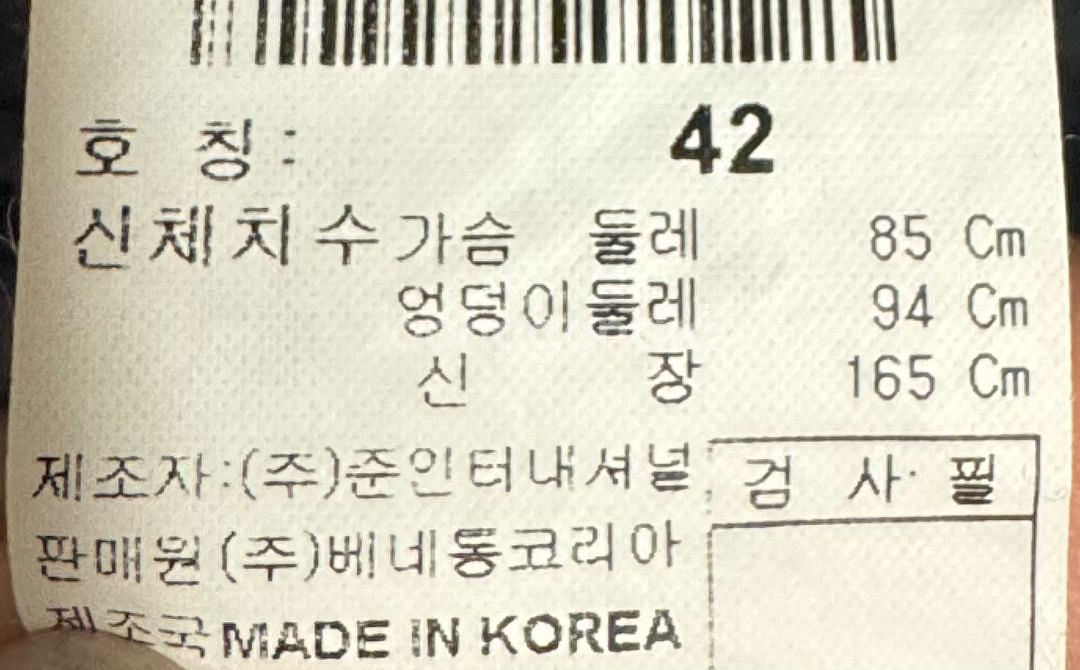 호 칭: 42
신체치수 가슴 둘레 85 Cm
엉덩이둘레 94 Cm
신 장 165 Cm
제조자:(주)준인터내셔널
검 사 필
판매원 (주)베네통코리아
제조국 MADE IN KOREA